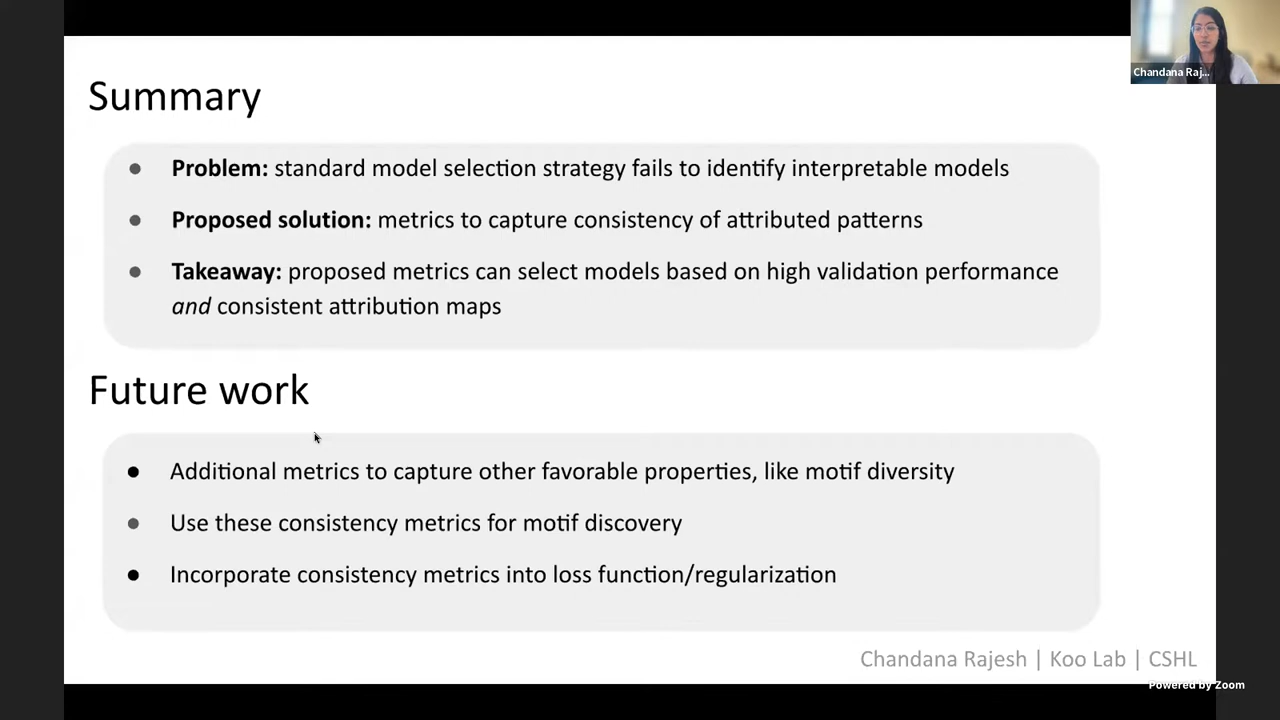 Chandana Raj...
Summary
● Problem: standard model selection strategy fails to identify interpretable models
● Proposed solution: metrics to capture consistency of attributed patterns
● Takeaway: proposed metrics can select models based on high validation performance
and consistent attribution maps
Future work
● Additional metrics to capture other favorable properties, like motif diversity
● Use these consistency metrics for motif discovery
● Incorporate consistency metrics into loss function/regularization
Chandana Rajesh | Koo Lab | CSHL
Powered by Zoom